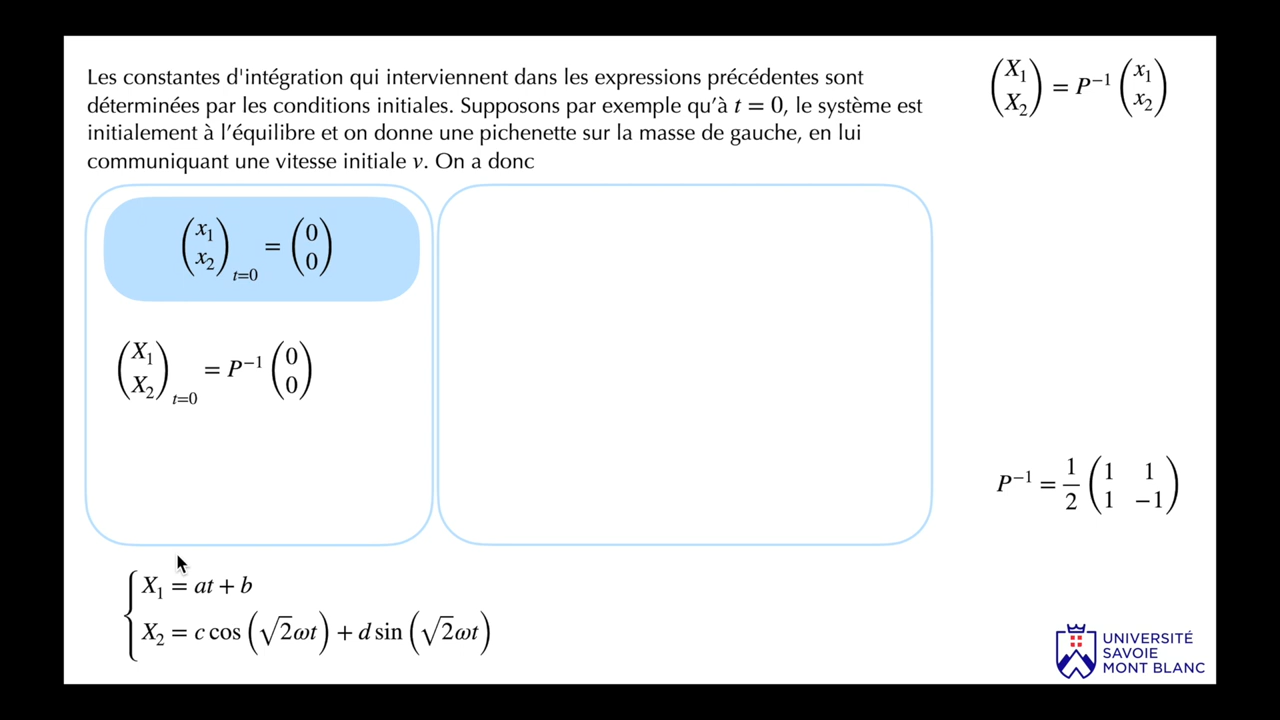 Les constantes d'intégration qui interviennent dans les expressions précédentes sont
déterminées par les conditions initiales. Supposons par exemple qu'à t = 0, le système est
initialement à l'équilibre et on donne une pichenette sur la masse de gauche, en lui
communiquant une vitesse initiale v. On a donc
(X₁ X₂) = P⁻¹ (x₁ x₂)
(x₁ x₂)ₜ₌₀ = (0 0)
(X₁ X₂)ₜ₌₀ = P⁻¹ (0 0)
P⁻¹ = 1/2 (1 1 1 −1)
X₁ = at + b
X₂ = c cos (√2ωt) + d sin (√2ωt)
UNIVERSITÉ
SAVOIE
MONT BLANC